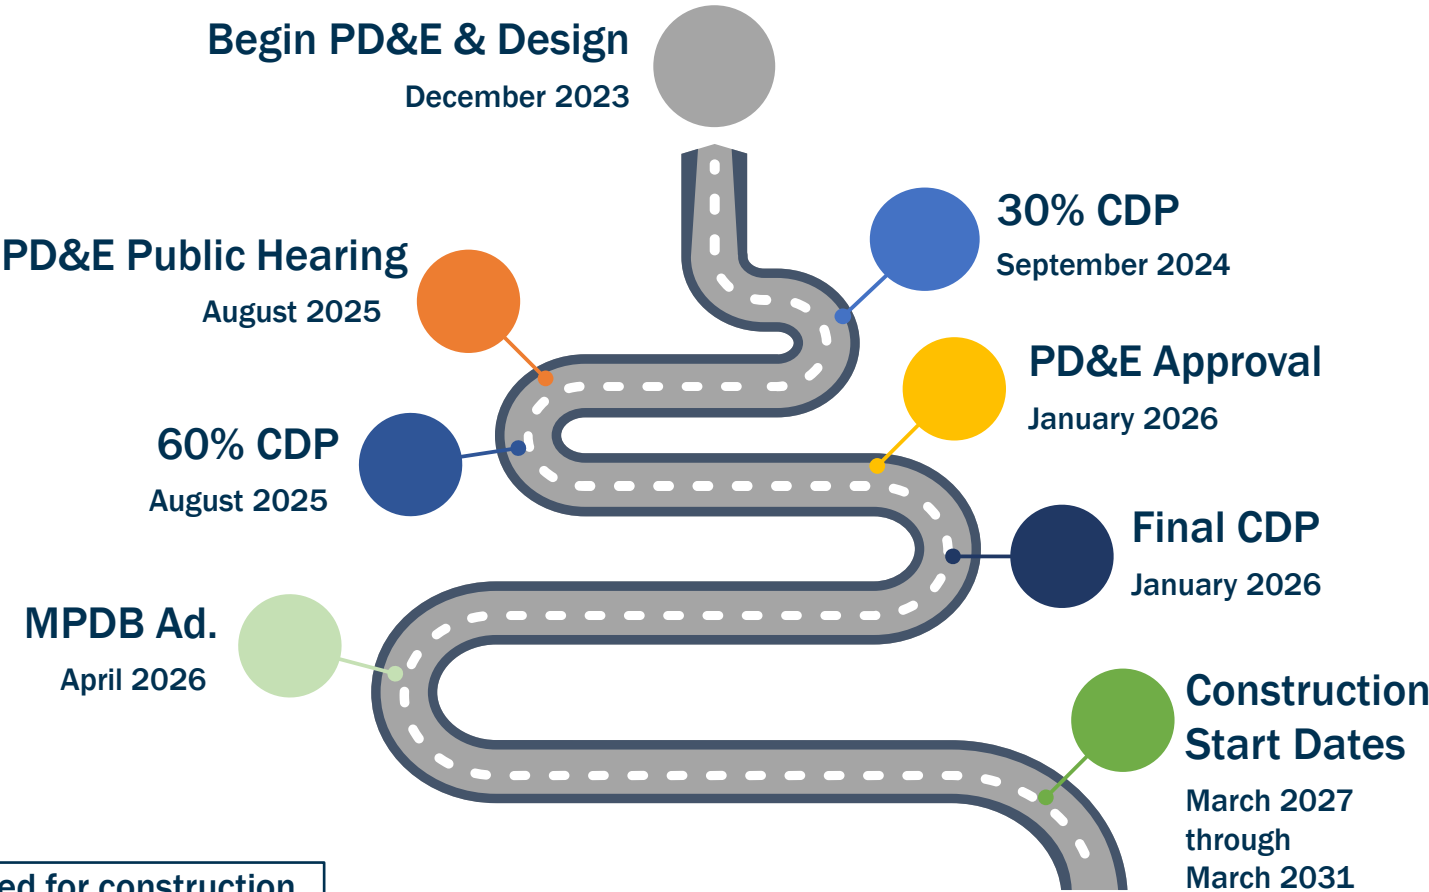 Begin PD&E & Design
December 2023
30% CDP
September 2024
PD&E Public Hearing
August 2025
PD&E Approval
January 2026
60% CDP
August 2025
Final CDP
January 2026
MPDB Ad.
April 2026
Construction
Start Dates
March 2027
through
March 2031
for construction